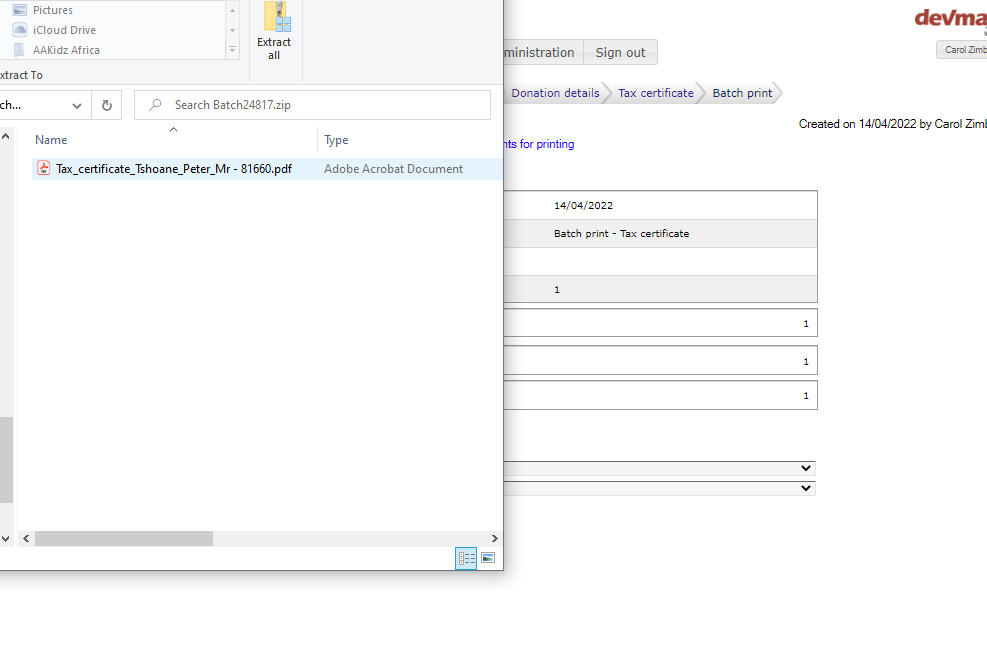 Pictures
iCloud Drive
AAKidz Africa
Extract
all
xtract To
ch...
Search Batch24817.zip
Name
Type
Tax_certificate_Tshoane_Peter_Mr - 81660.pdf
Adobe Acrobat Document
devma
Carol Zimb
ministration
Sign out
Donation details
Tax certificate
Batch print
Created on 14/04/2022 by Carol Zimb
nts for printing
14/04/2022
Batch print - Tax certificate
1
1
1
1